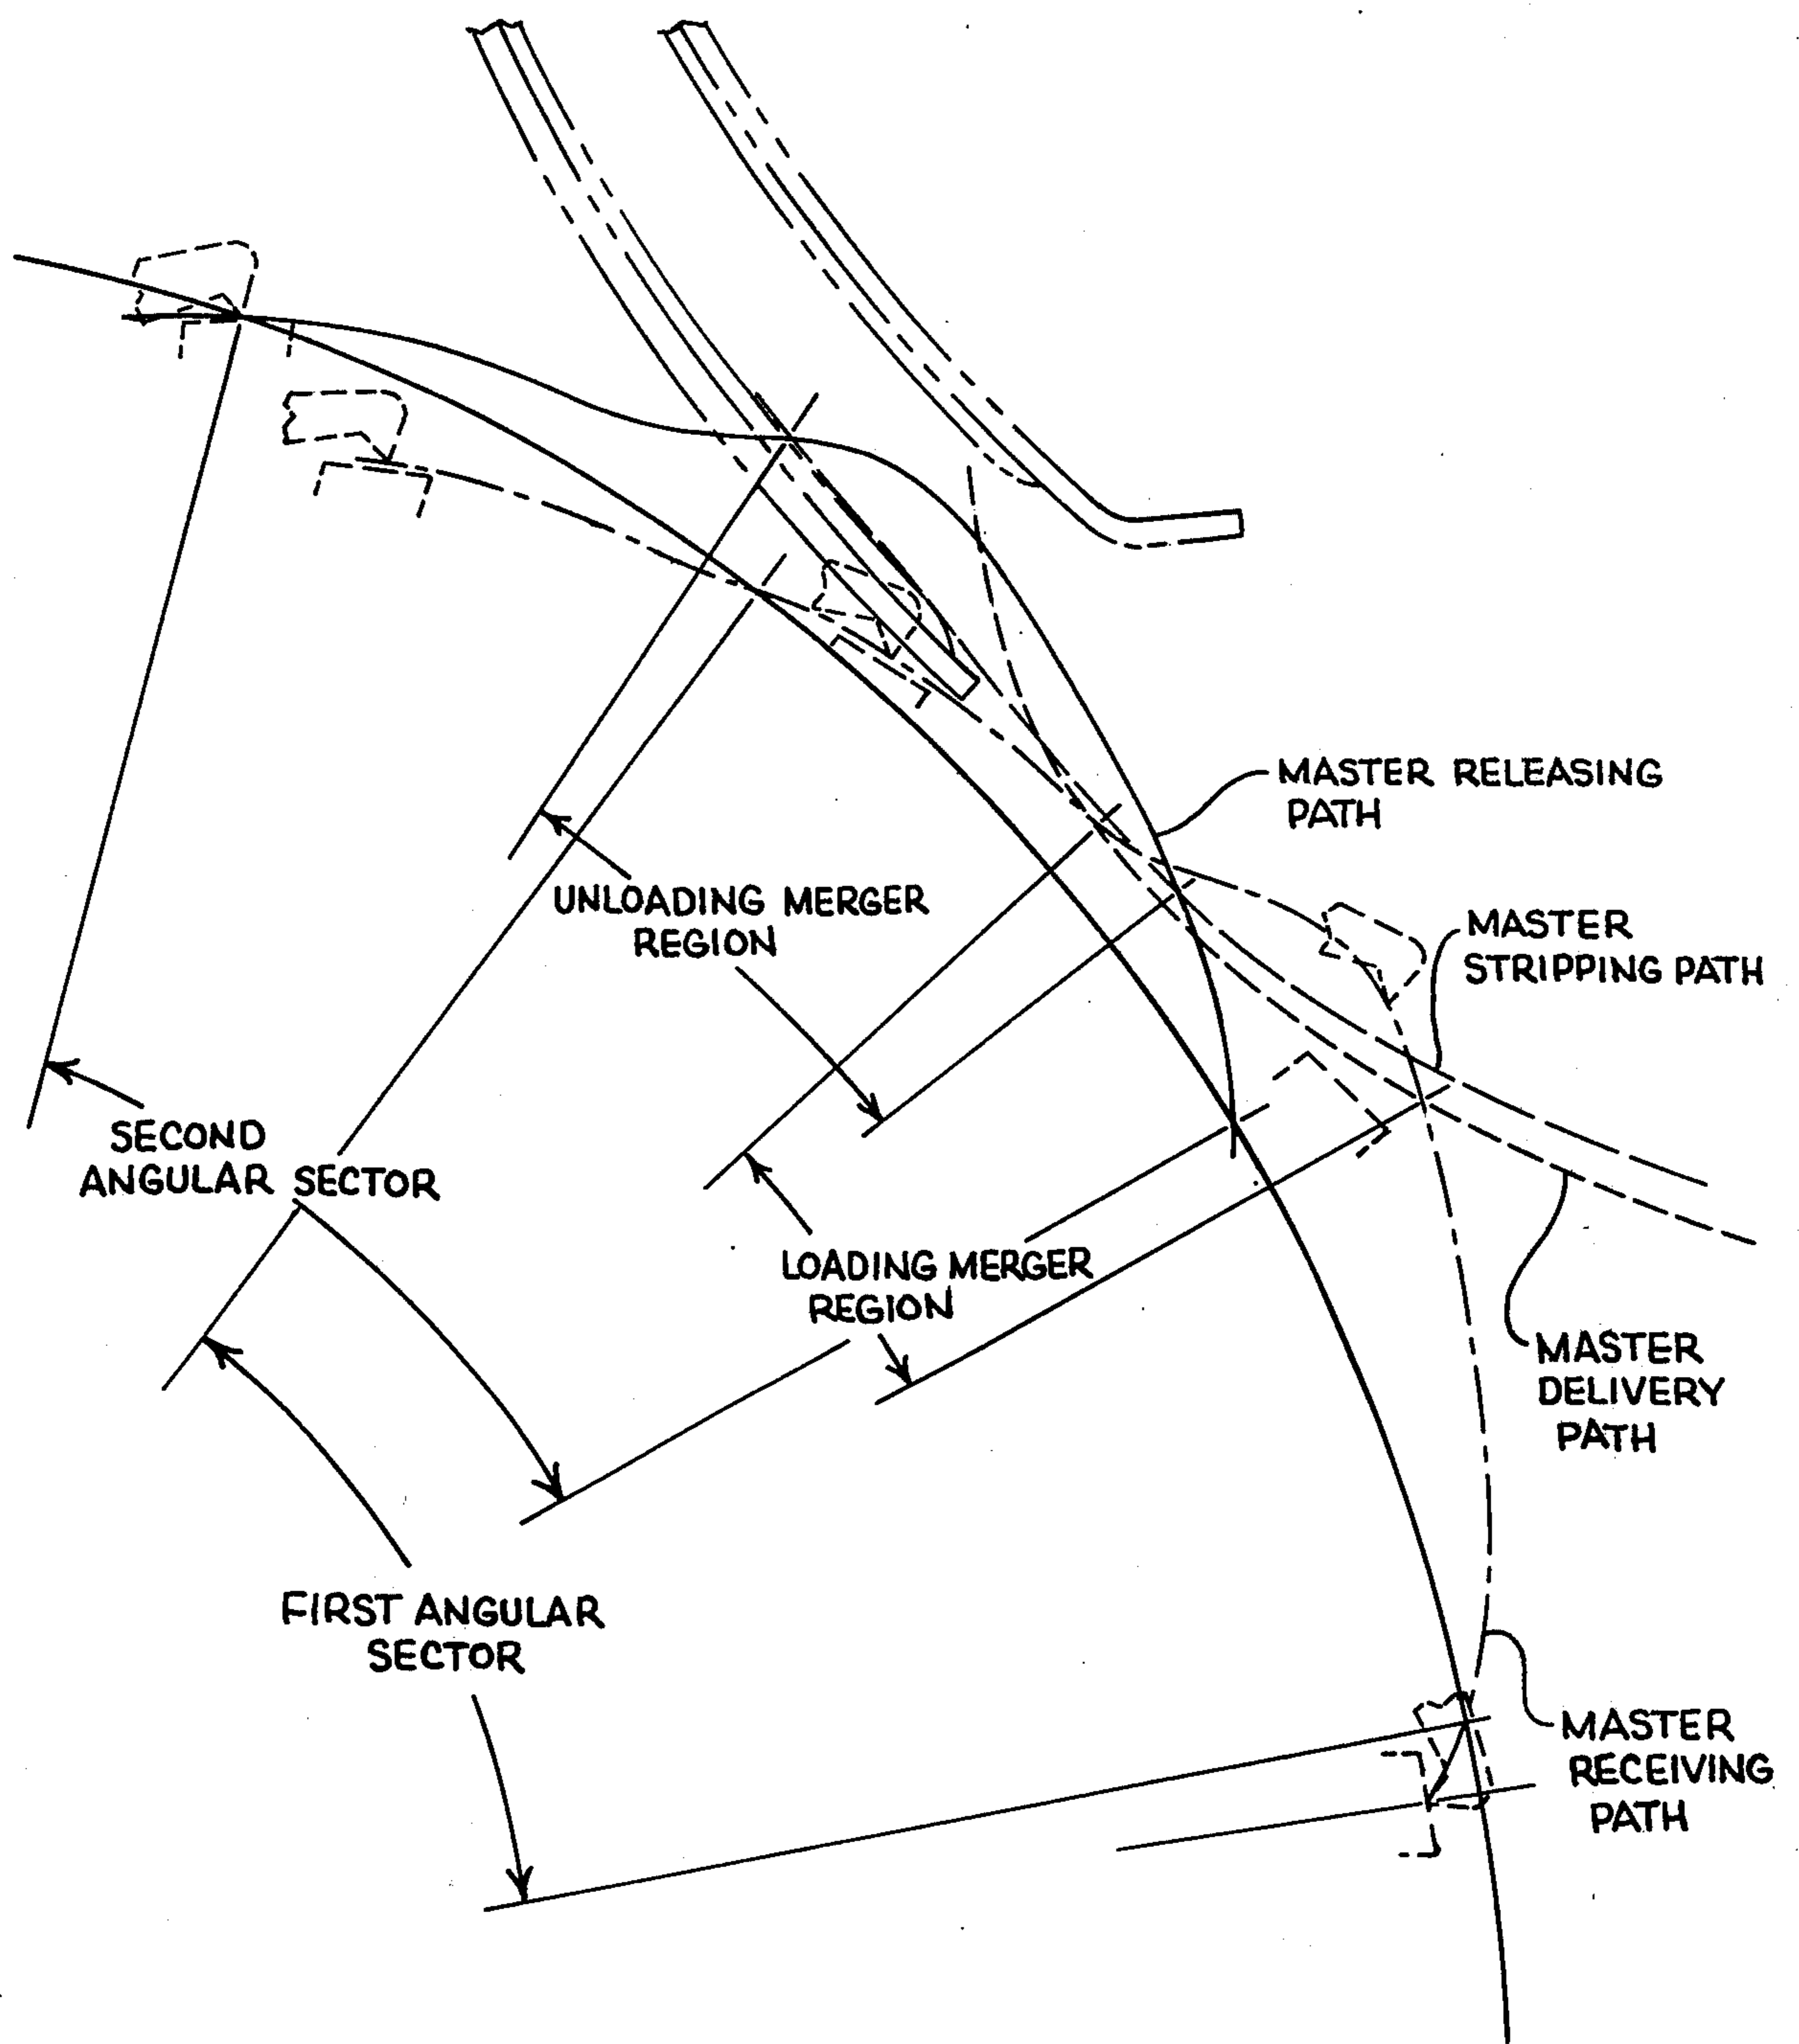 MASTER RELEASING
PATH
UNLOADING MERGER
REGION
MASTER
STRIPPING PATH
SECOND
ANGULAR SECTOR
LOADING MERGER
REGION
MASTER
DELIVERY
PATH
FIRST ANGULAR
SECTOR
MASTER
RECEIVING
PATH